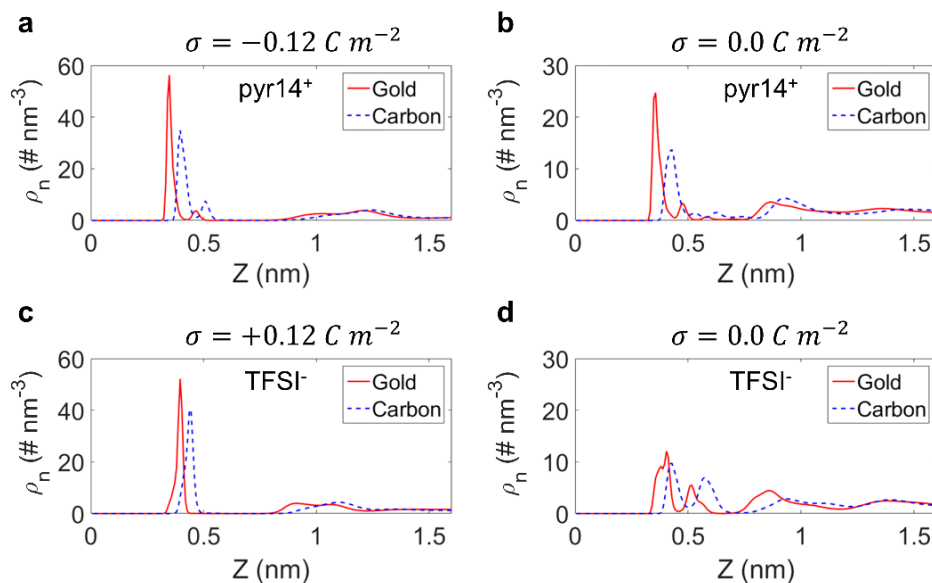 a
σ = −0.12 C m⁻²
pyr14⁺
Gold
Carbon
ρₙ (# nm⁻³)
60
40
20
0
0
0.5
1
1.5
Z (nm)
b
σ = 0.0 C m⁻²
pyr14⁺
Gold
Carbon
ρₙ (# nm⁻³)
30
20
10
0
0
0.5
1
1.5
Z (nm)
c
σ = +0.12 C m⁻²
TFSI⁻
Gold
Carbon
ρₙ (# nm⁻³)
60
40
20
0
0
0.5
1
1.5
Z (nm)
d
σ = 0.0 C m⁻²
TFSI⁻
Gold
Carbon
ρₙ (# nm⁻³)
30
20
10
0
0
0.5
1
1.5
Z (nm)